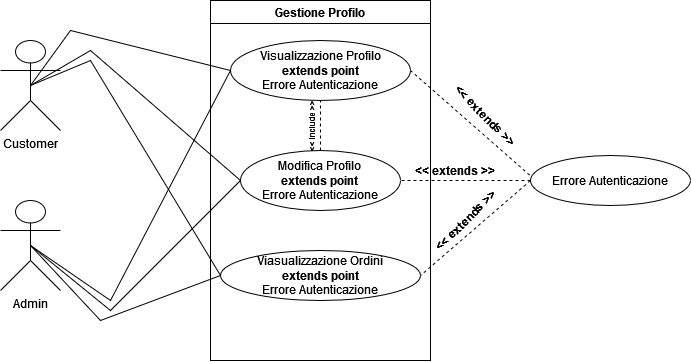 Gestione Profilo
Visualizzazione Profilo
extends point
Errore Autenticazione
<< extends >>
Customer
<< include >>
Modifica Profilo
extends point
Errore Autenticazione
<< extends >>
Errore Autenticazione
<< extends >>
Admin
Viasualizzazione Ordini
extends point
Errore Autenticazione